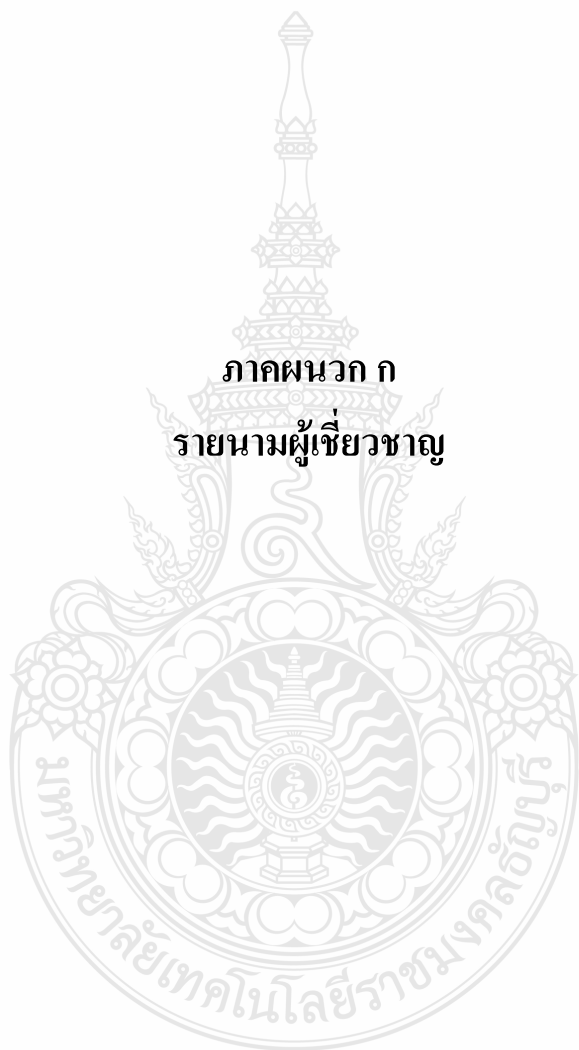 ภาคผนวก ก
รายนามผู้เชี่ยวชาญ
มหาวิทยาลัยเทคโนโลยีราชมงคลธัญบุรี